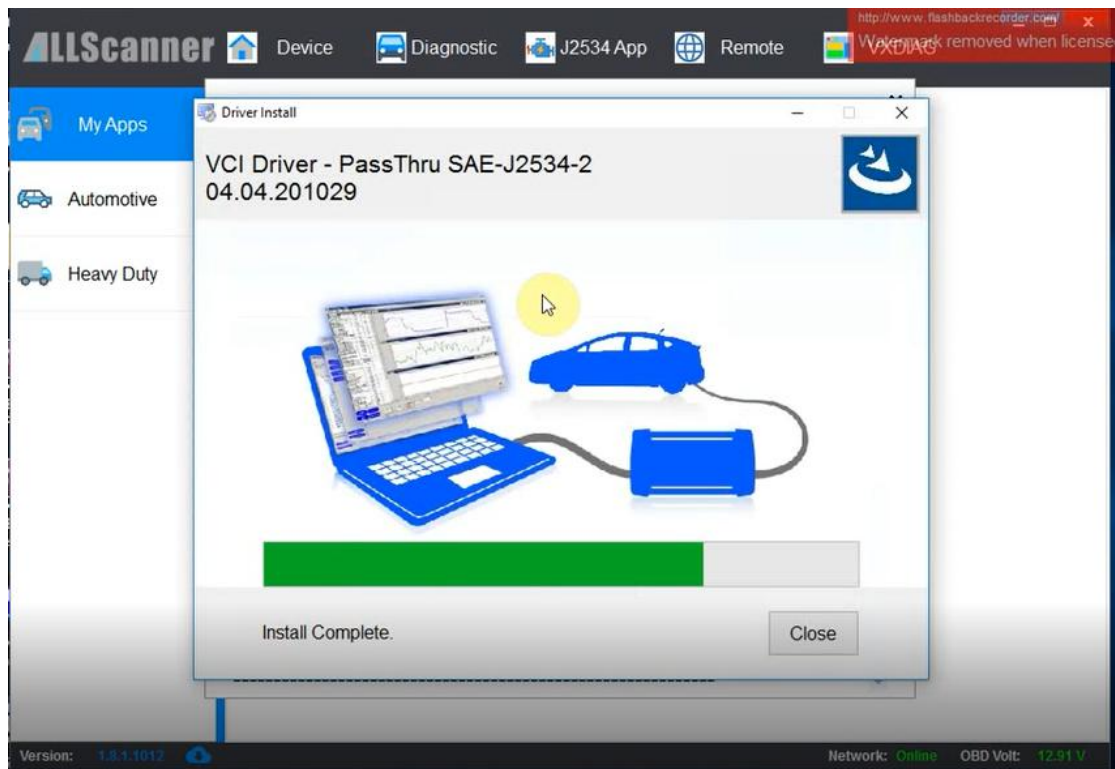 http://www.flashbackrecorder.com/
Watermark removed when license
ALLScanner
Device
Diagnostic
J2534 App
Remote
VXDIAG
My Apps
Automotive
Heavy Duty
Driver Install
VCI Driver - PassThru SAE-J2534-2
04.04.201029
Install Complete.
Close
Version: 1.8.1.1012
Network: Online OBD Volt: 12.91 V